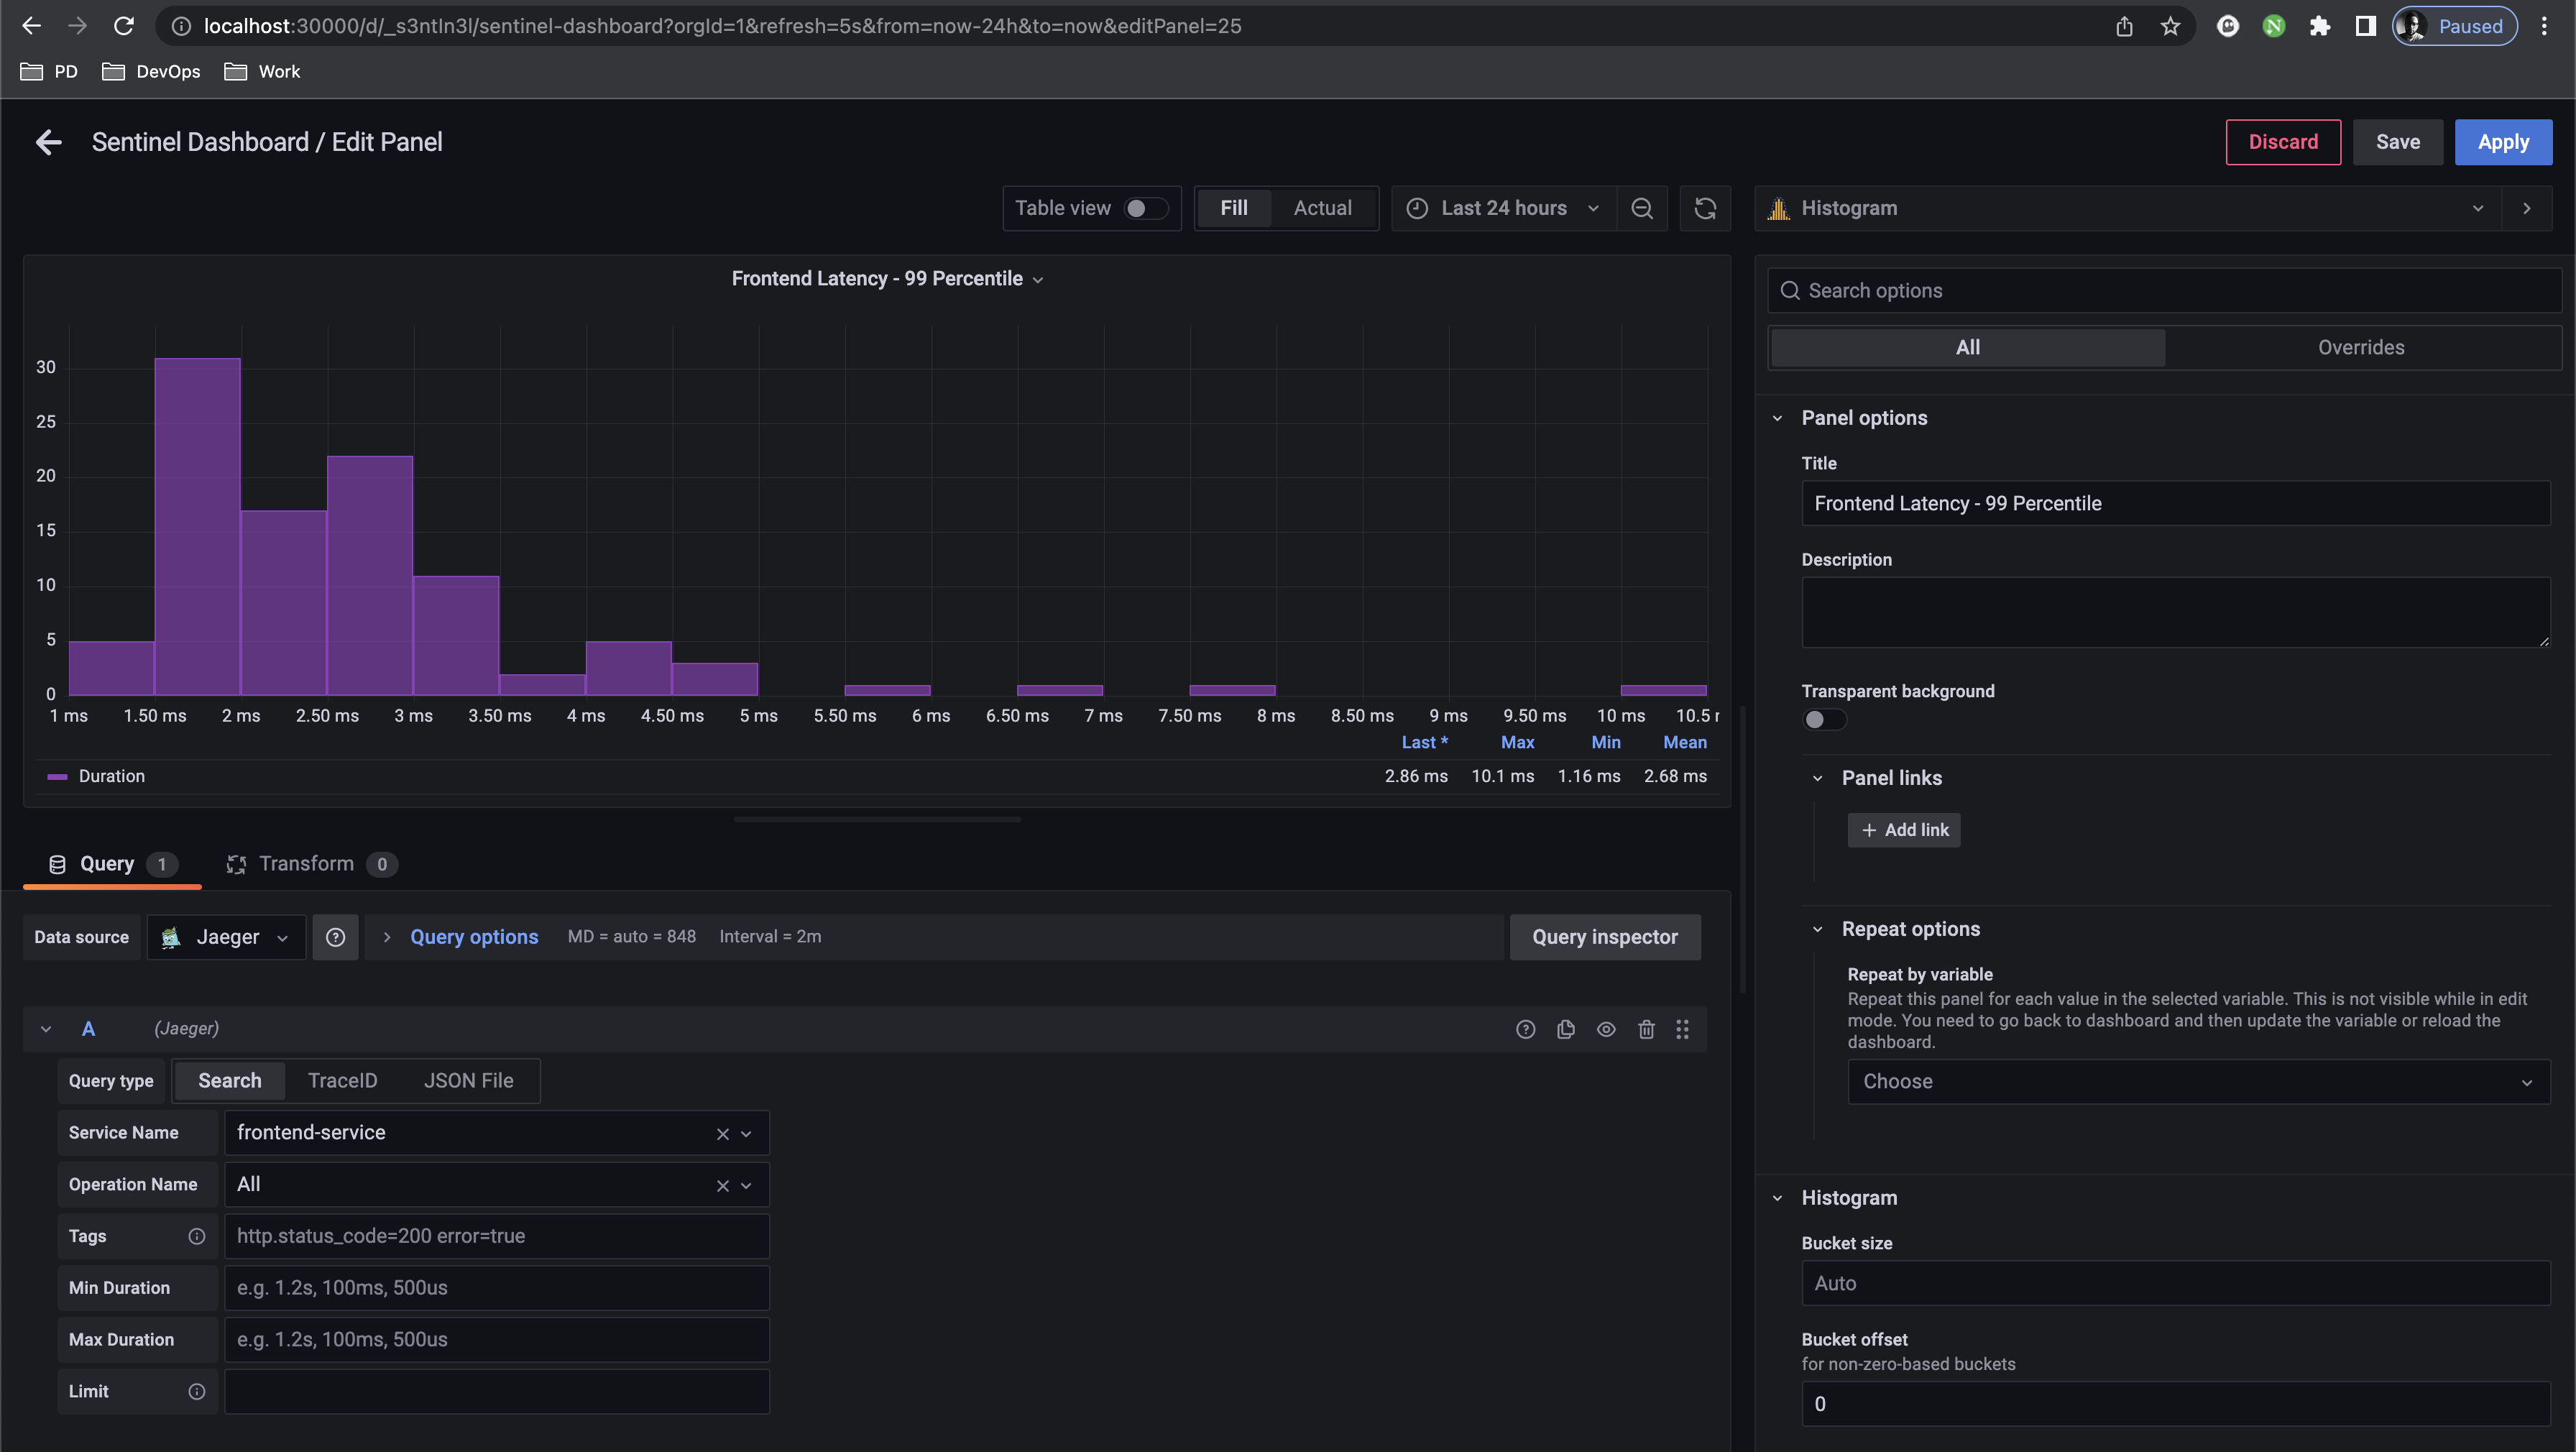 localhost:30000/d/_s3ntIn3l/sentinel-dashboard?orgId=1&refresh=5s&from=now-24h&to=now&editPanel=25
Paused
PD DevOps Work
Sentinel Dashboard / Edit Panel
Discard Save Apply
Table view Fill Actual Last 24 hours
Histogram
Frontend Latency - 99 Percentile
30
25
20
15
10
5
0
1 ms 1.50 ms 2 ms 2.50 ms 3 ms 3.50 ms 4 ms 4.50 ms 5 ms 5.50 ms 6 ms 6.50 ms 7 ms 7.50 ms 8 ms 8.50 ms 9 ms 9.50 ms 10 ms 10.5 r
Last * Max Min Mean
Duration 2.86 ms 10.1 ms 1.16 ms 2.68 ms
Query 1 Transform 0
Data source Jaeger Query options MD = auto = 848 Interval = 2m Query inspector
A (Jaeger)
Query type Search TraceID JSON File
Service Name frontend-service
Operation Name All
Tags http.status_code=200 error=true
Min Duration e.g. 1.2s, 100ms, 500us
Max Duration e.g. 1.2s, 100ms, 500us
Limit
Search options
All Overrides
Panel options
Title
Frontend Latency - 99 Percentile
Description
Transparent background
Panel links
+ Add link
Repeat options
Repeat by variable
Repeat this panel for each value in the selected variable. This is not visible while in edit
mode. You need to go back to dashboard and then update the variable or reload the
dashboard.
Choose
Histogram
Bucket size
Auto
Bucket offset
for non-zero-based buckets
0